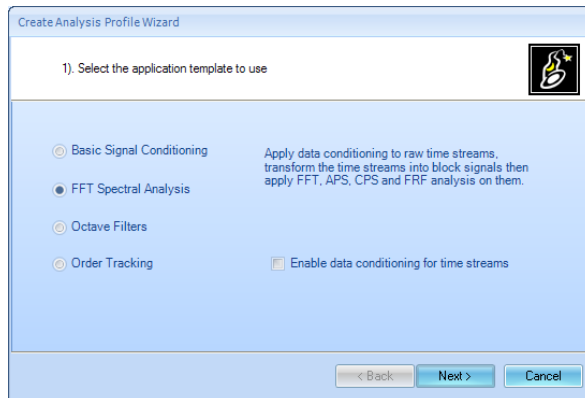 Create Analysis Profile Wizard
1). Select the application template to use
Basic Signal Conditioning
FFT Spectral Analysis
Octave Filters
Order Tracking
Apply data conditioning to raw time streams,
transform the time streams into block signals then
apply FFT, APS, CPS and FRF analysis on them.
Enable data conditioning for time streams
< Back
Next >
Cancel